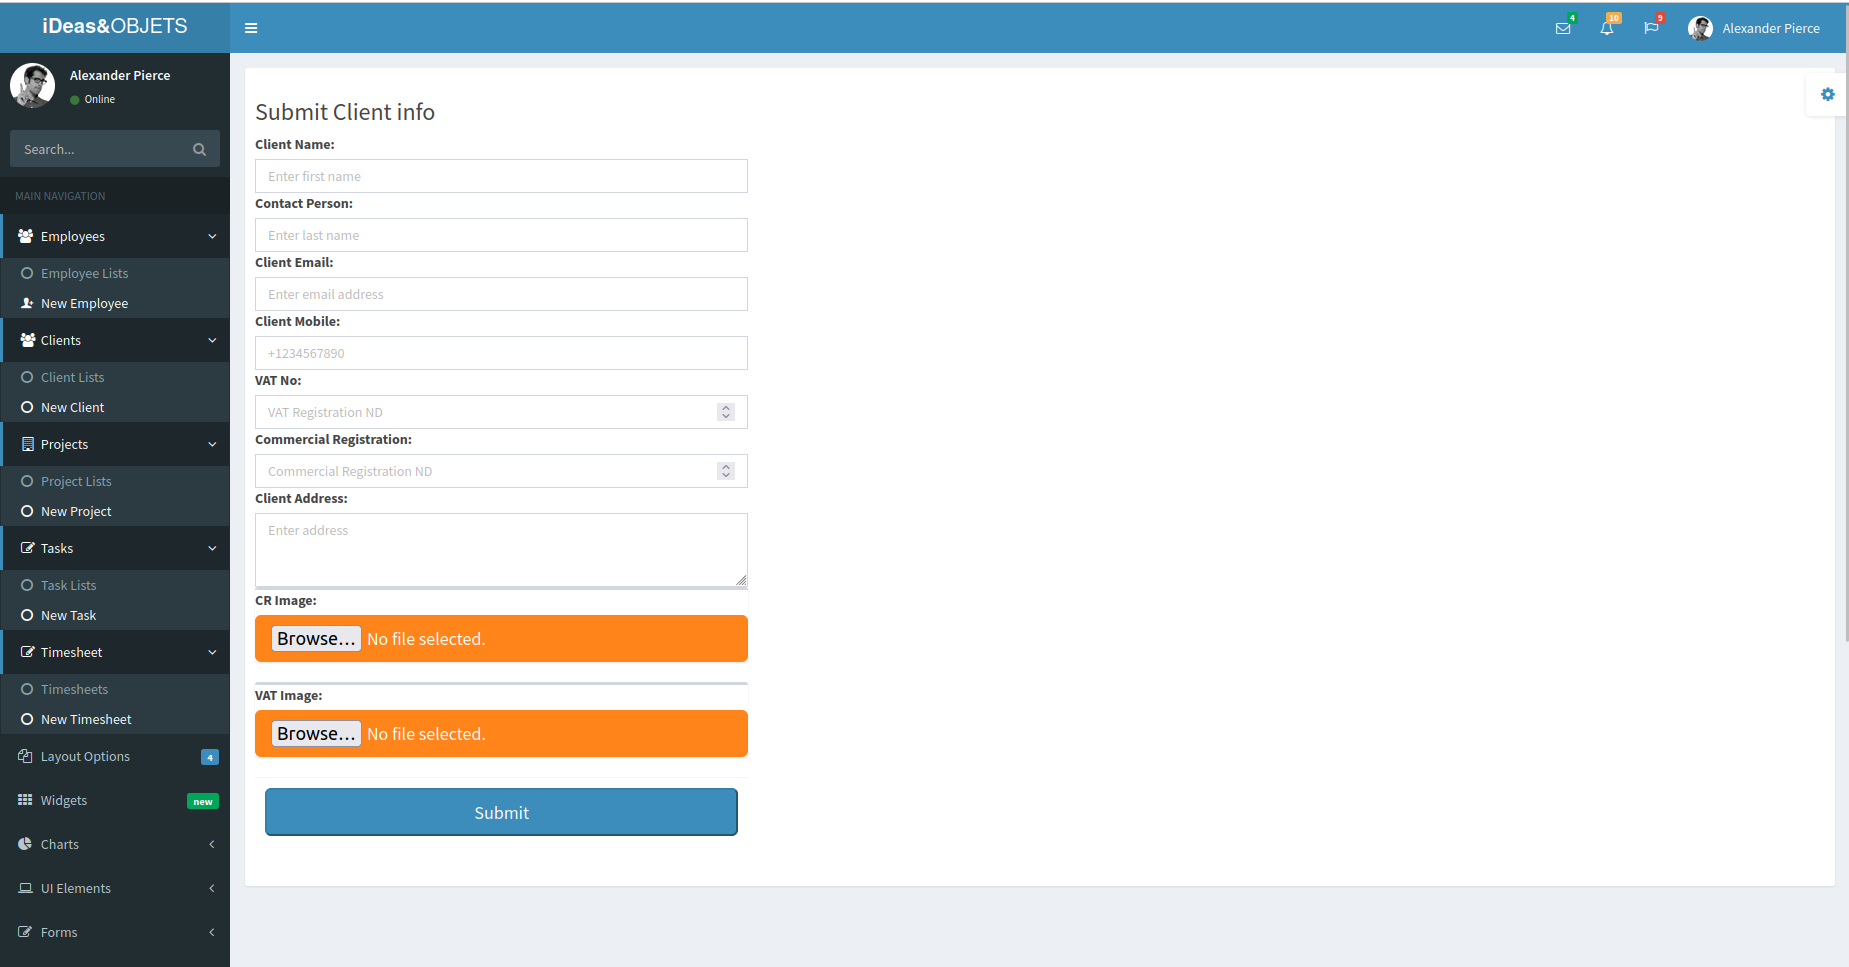 iDeas&OBJETS
4
10
9
Alexander Pierce
Alexander Pierce
Online
Search...
MAIN NAVIGATION
Employees
Employee Lists
New Employee
Clients
Client Lists
New Client
Projects
Project Lists
New Project
Tasks
Task Lists
New Task
Timesheet
Timesheets
New Timesheet
Layout Options 4
Widgets new
Charts
UI Elements
Forms
Submit Client info
Client Name:
Enter first name
Contact Person:
Enter last name
Client Email:
Enter email address
Client Mobile:
+1234567890
VAT No:
VAT Registration ND
Commercial Registration:
Commercial Registration ND
Client Address:
Enter address
CR Image:
Browse... No file selected.
VAT Image:
Browse... No file selected.
Submit